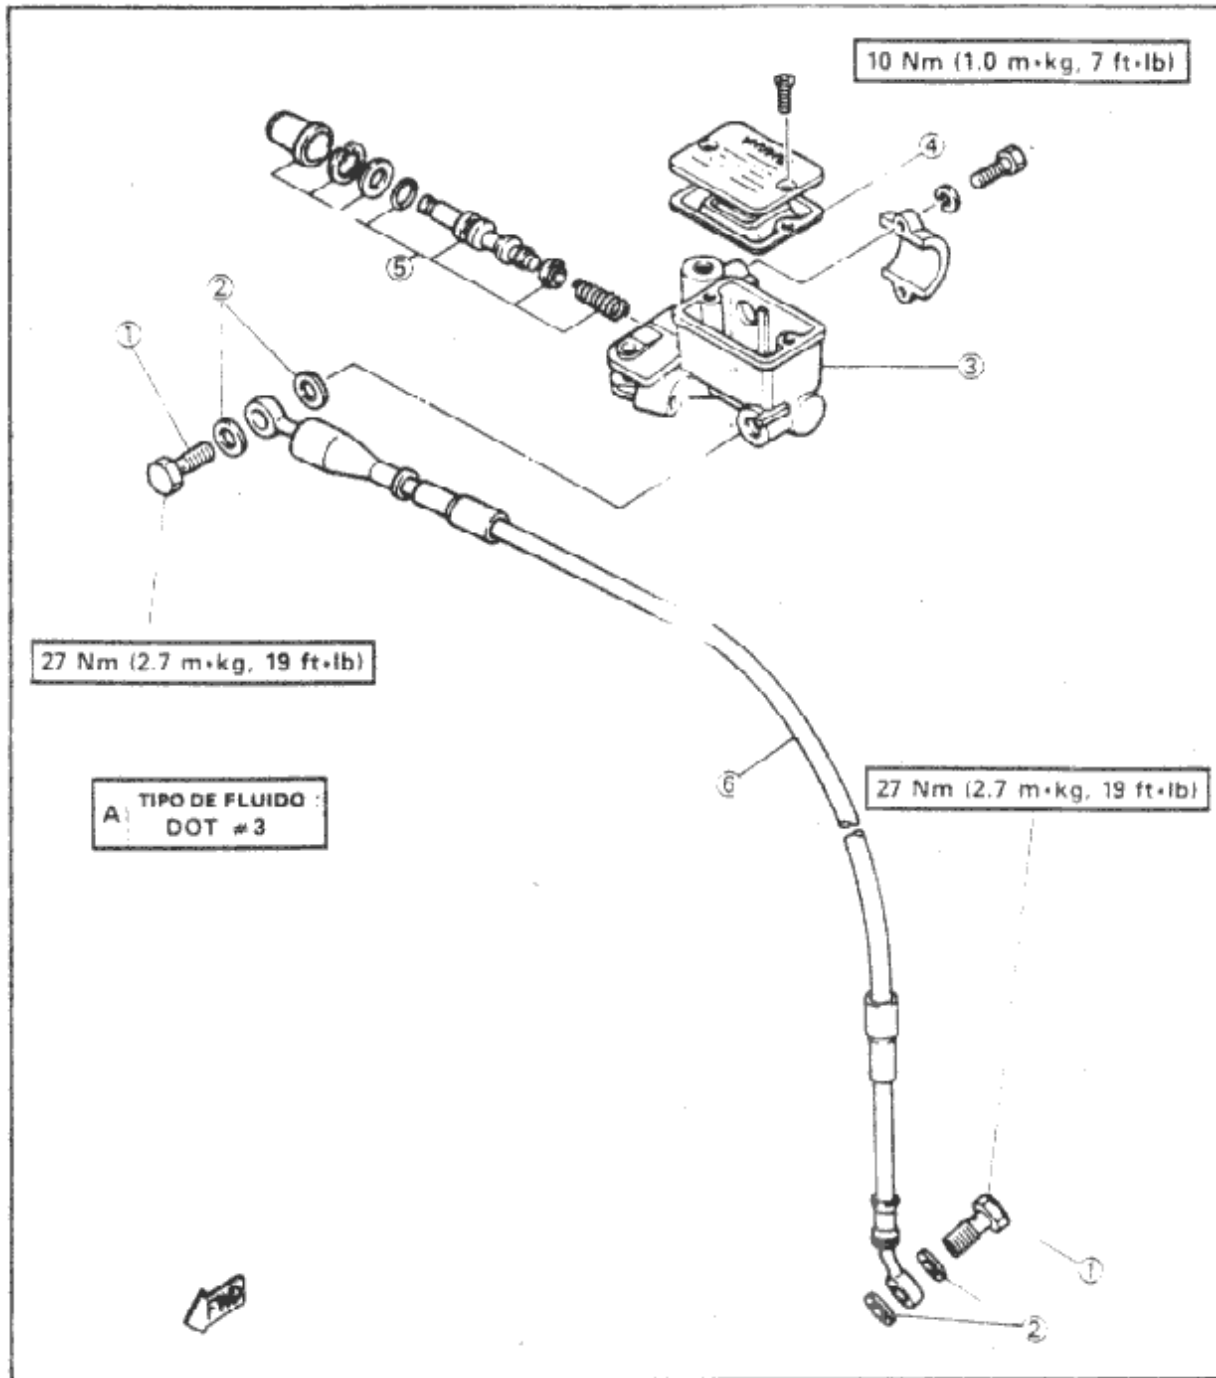 10 Nm (1.0 m•kg, 7 ft•lb)
④
⑤
②
①
③
27 Nm (2.7 m•kg, 19 ft•lb)
⑥
27 Nm (2.7 m•kg, 19 ft•lb)
A TIPO DE FLUIDO :
DOT #3
①
②
FWD